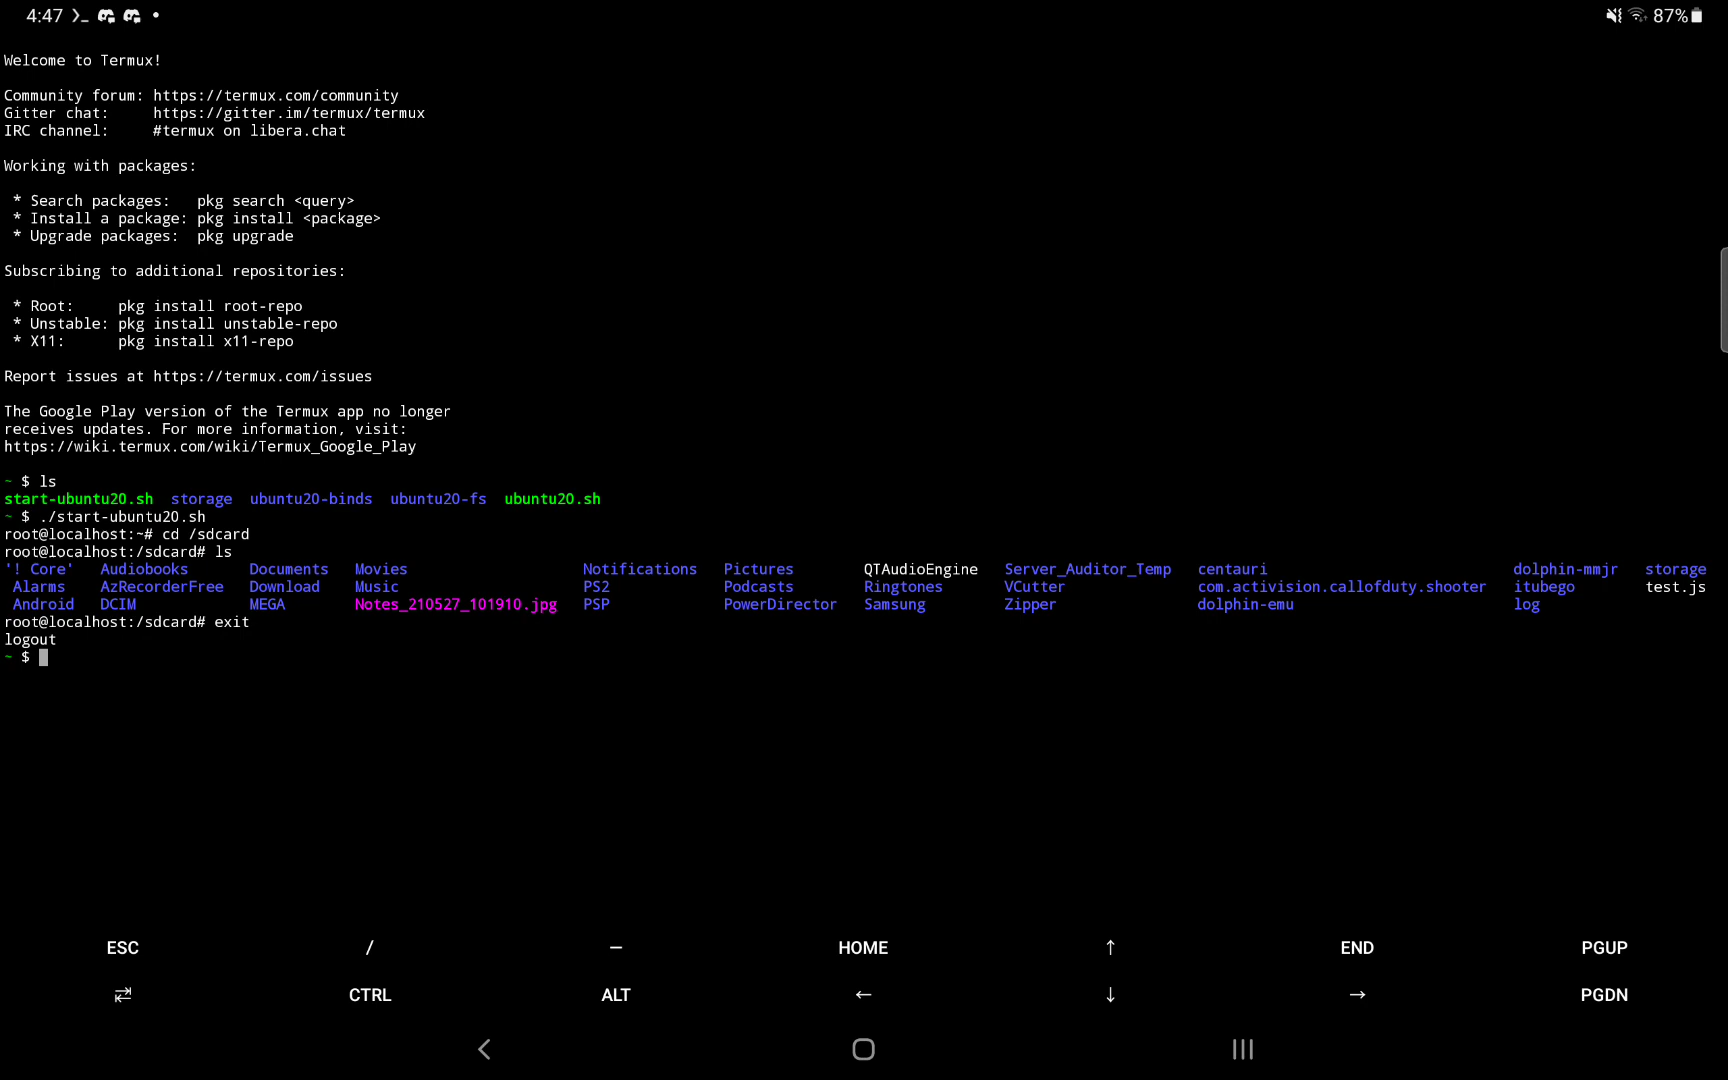 4:47 87%
Welcome to Termux!
Community forum: https://termux.com/community
Gitter chat:     https://gitter.im/termux/termux
IRC channel:     #termux on libera.chat
Working with packages:
 * Search packages:   pkg search <query>
 * Install a package: pkg install <package>
 * Upgrade packages:  pkg upgrade
Subscribing to additional repositories:
 * Root:     pkg install root-repo
 * Unstable: pkg install unstable-repo
 * X11:      pkg install x11-repo
Report issues at https://termux.com/issues
The Google Play version of the Termux app no longer
receives updates. For more information, visit:
https://wiki.termux.com/wiki/Termux_Google_Play
~ $ ls
start-ubuntu20.sh  storage  ubuntu20-binds  ubuntu20-fs  ubuntu20.sh
~ $ ./start-ubuntu20.sh
root@localhost:~# cd /sdcard
root@localhost:/sdcard# ls
'! Core'   Audiobooks       Documents   Movies                    Notifications   Pictures        QTAudioEngine   Server_Auditor_Temp   centauri                           dolphin-mmjr   storage
 Alarms    AzRecorderFree   Download    Music                     PS2             Podcasts        Ringtones       VCutter               com.activision.callofduty.shooter   itubego        test.js
 Android   DCIM             MEGA        Notes_210527_101910.jpg   PSP             PowerDirector   Samsung         Zipper                dolphin-emu                        log
root@localhost:/sdcard# exit
logout
~ $
ESC / — HOME ↑ END PGUP
⇄ CTRL ALT ← ↓ → PGDN